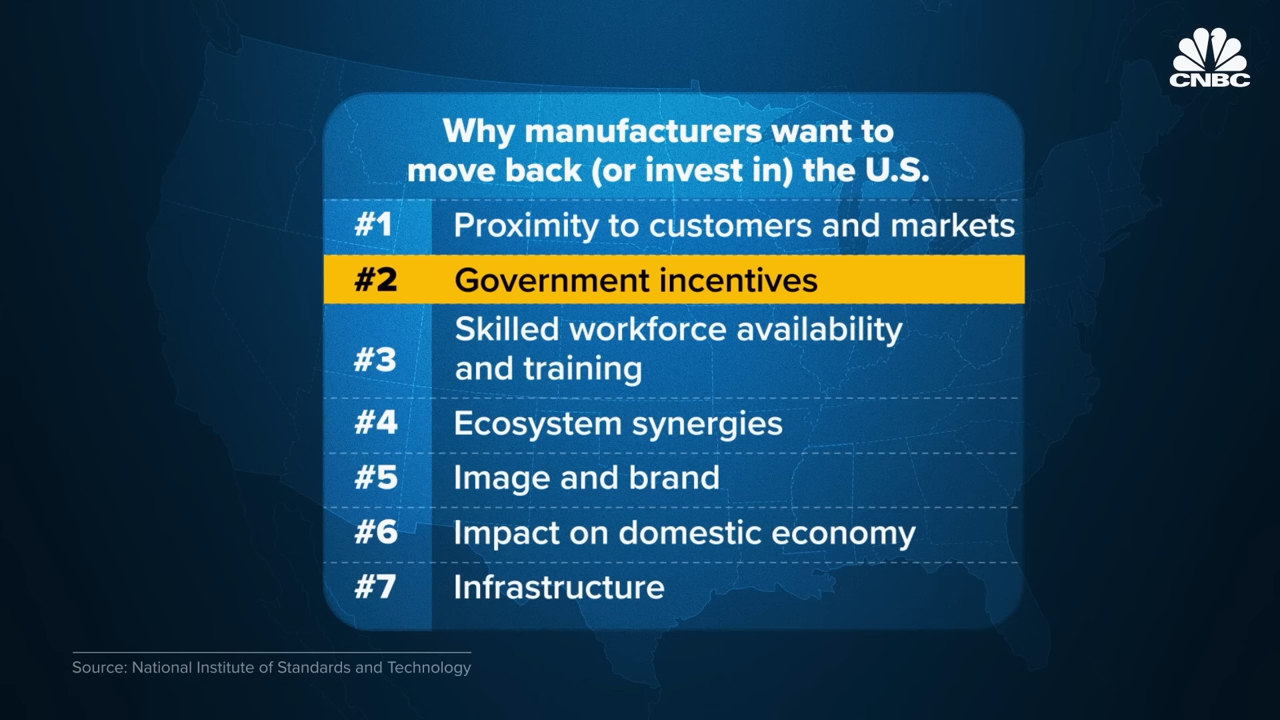 CNBC
Why manufacturers want to
move back (or invest in) the U.S.
#1 Proximity to customers and markets
#2 Government incentives
#3 Skilled workforce availability
and training
#4 Ecosystem synergies
#5 Image and brand
#6 Impact on domestic economy
#7 Infrastructure
Source: National Institute of Standards and Technology